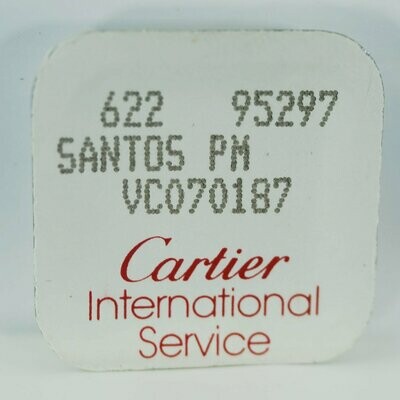 622 95297
SANTOS PM
VC070187
Cartier
International
Service